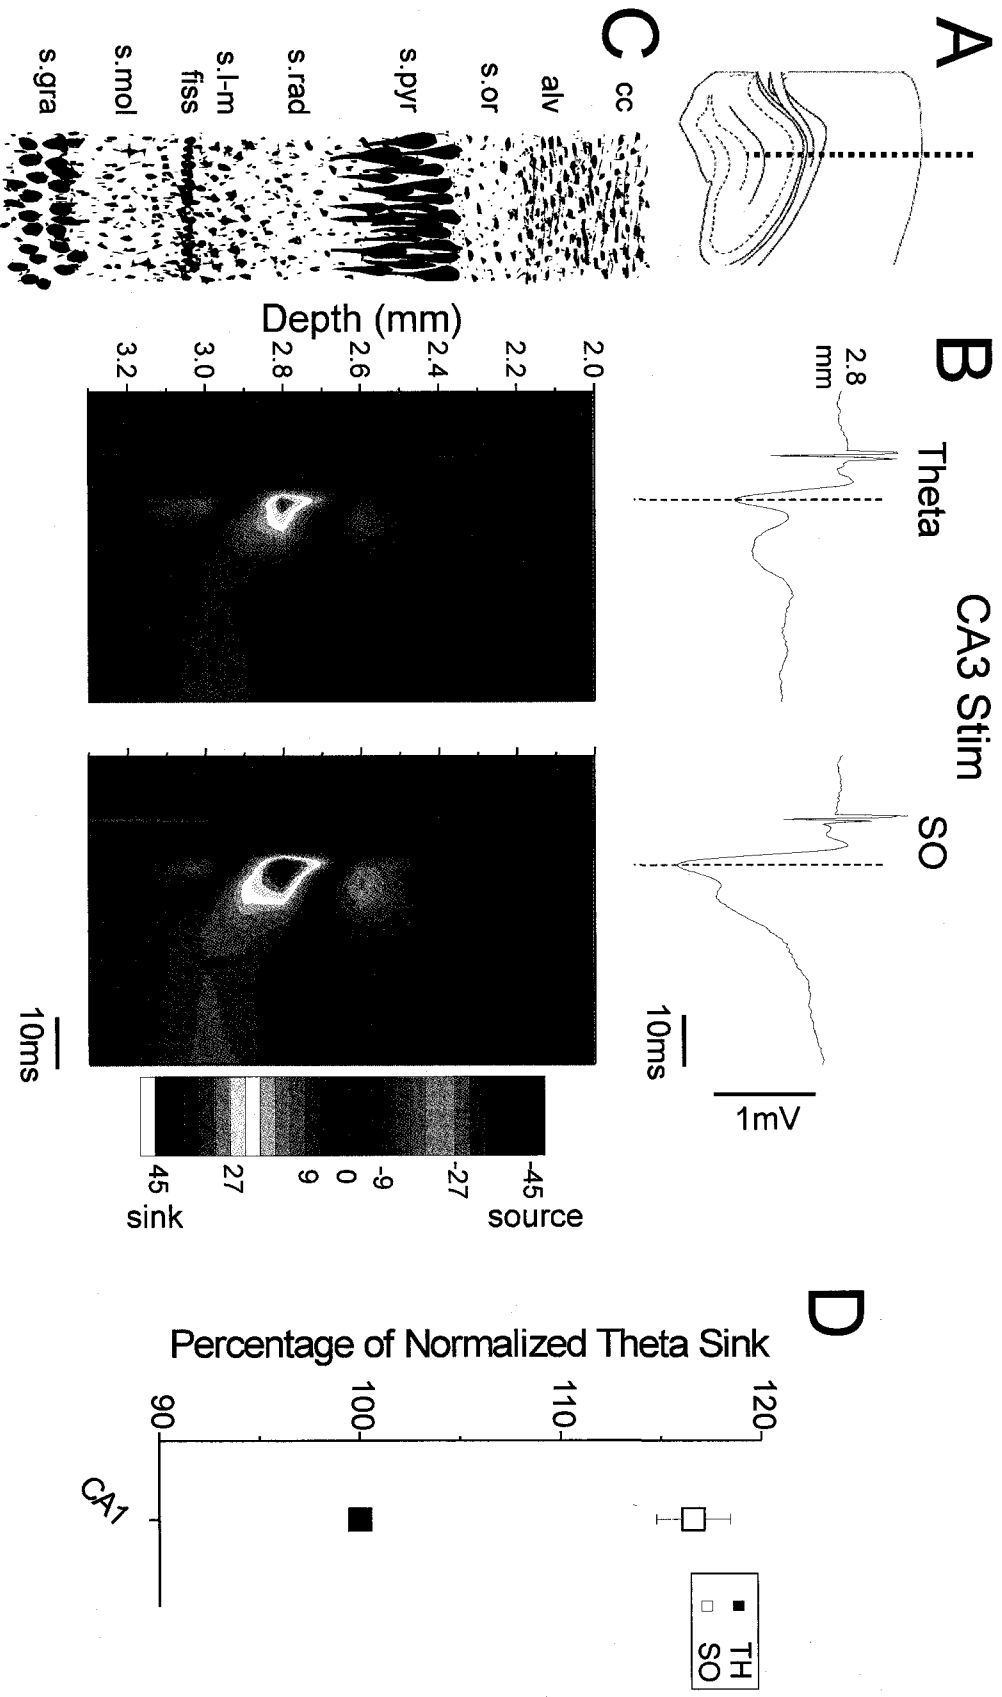 A
B
CA3 Stim
Theta
SO
2.8
mm
10ms
1mV
C
cc
alv
s.or
s.pyr
s.rad
s.l-m
fiss
s.mol
s.gra
Depth (mm)
2.0
2.2
2.4
2.6
2.8
3.0
3.2
10ms
-45
-27
-9
0
9
27
45
source
sink
D
Percentage of Normalized Theta Sink
120
110
100
90
CA1
TH
SO